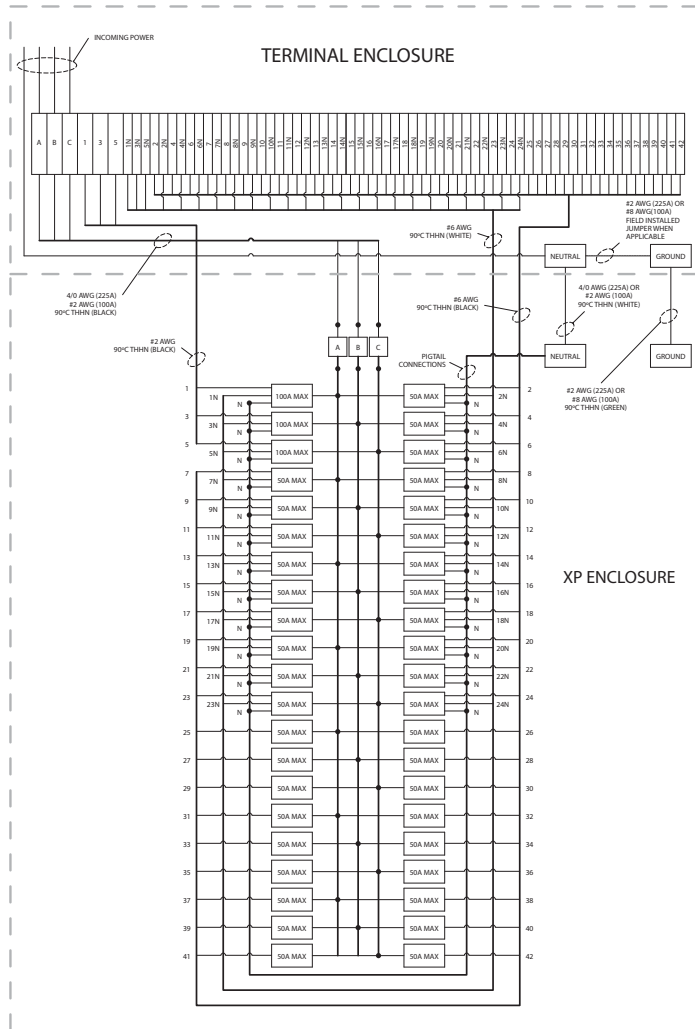 INCOMING POWER
TERMINAL ENCLOSURE
A B C 1 3 5 1N 3N 5N 2 2N 4 4N 6 6N 7 7N 8 8N 9 9N 10 10N 11 11N 12 12N 13 13N 14 14N 15 15N 16 16N 17 17N 18 18N 19 19N 20 20N 21 21N 22 22N 23 23N 24 24N 25 26 27 28 29 30 31 32 33 34 35 36 37 38 39 40 41 42
#2 AWG (225A) OR
#8 AWG(100A)
FIELD INSTALLED
JUMPER WHEN
APPLICABLE
#6 AWG
90ºC THHN (WHITE)
NEUTRAL
GROUND
4/0 AWG (225A)
#2 AWG (100A)
90ºC THHN (BLACK)
#6 AWG
90ºC THHN (BLACK)
4/0 AWG (225A) OR
#2 AWG (100A)
90ºC THHN (WHITE)
#2 AWG
90ºC THHN (BLACK)
A B C
PIGTAIL
CONNECTIONS
NEUTRAL
GROUND
#2 AWG (225A) OR
#8 AWG (100A)
90ºC THHN (GREEN)
1 2
1N 100A MAX 50A MAX 2N
N N
3 4
3N 100A MAX 50A MAX 4N
N N
5 6
5N 100A MAX 50A MAX 6N
N N
7 8
7N 50A MAX 50A MAX 8N
N N
9 10
9N 50A MAX 50A MAX 10N
N N
11 12
11N 50A MAX 50A MAX 12N
N N
13 14
13N 50A MAX 50A MAX 14N
N N
15 16
15N 50A MAX 50A MAX 16N
N N
XP ENCLOSURE
17 18
17N 50A MAX 50A MAX 18N
N N
19 20
19N 50A MAX 50A MAX 20N
N N
21 22
21N 50A MAX 50A MAX 22N
N N
23 24
23N 50A MAX 50A MAX 24N
N N
25 50A MAX 50A MAX 26
27 50A MAX 50A MAX 28
29 50A MAX 50A MAX 30
31 50A MAX 50A MAX 32
33 50A MAX 50A MAX 34
35 50A MAX 50A MAX 36
37 50A MAX 50A MAX 38
39 50A MAX 50A MAX 40
41 50A MAX 50A MAX 42